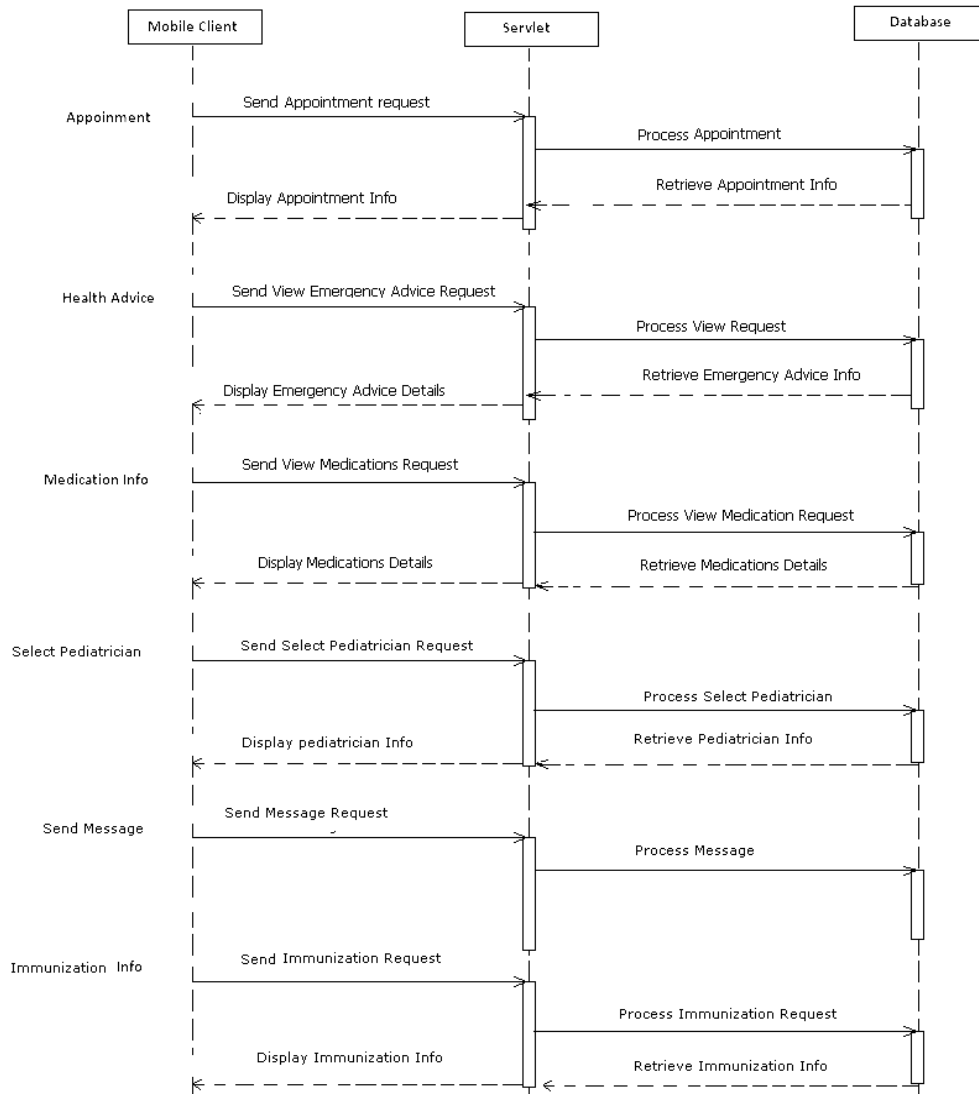 Mobile Client
Servlet
Database
Send Appointment request
Appoinment
Process Appointment
Retrieve Appointment Info
Display Appointment Info
Send View Emergency Advice Request
Health Advice
Process View Request
Retrieve Emergency Advice Info
Display Emergency Advice Details
Send View Medications Request
Medication Info
Process View Medication Request
Display Medications Details
Retrieve Medications Details
Send Select Pediatrician Request
Select Pediatrician
Process Select Pediatrician
Display pediatrician Info
Retrieve Pediatrician Info
Send Message Request
Send Message
Process Message
Send Immunization Request
Immunization Info
Process Immunization Request
Display Immunization Info
Retrieve Immunization Info